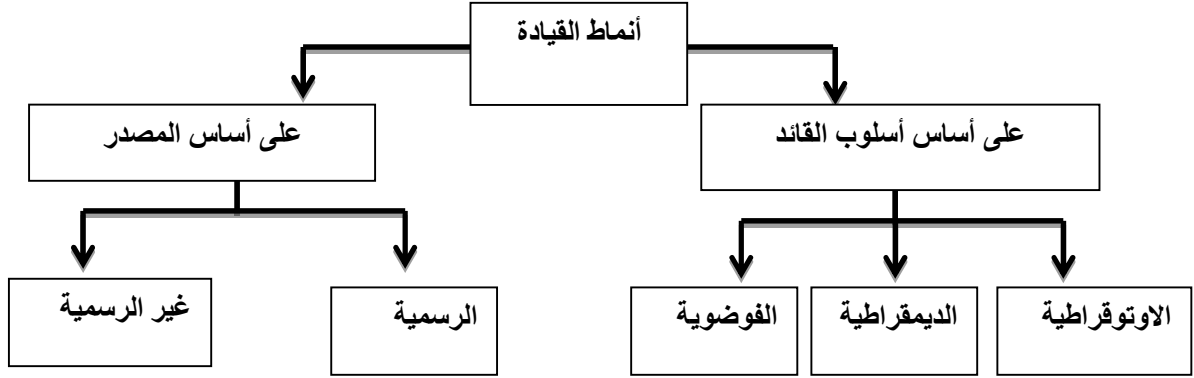 أنماط القيادة
على أساس أسلوب القائد
على أساس المصدر
الاوتوقراطية
الديمقراطية
الفوضوية
الرسمية
غير الرسمية